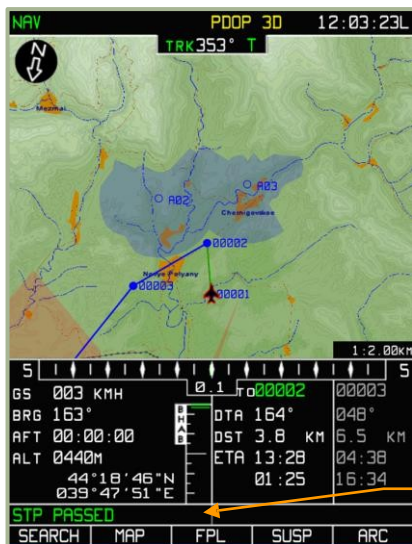 NAV PDOP 3D 12:03:23L
TRK353° T
N
Mezmai
A02
A03
Chernigovskoe
00002
Novye Polyany
00003
00001
1:2.00KM
5 5
0.1
GS 003 KMH
BRG 163°
AFT 00:00:00
ALT 0440M
44°18'46"N
039°47'51"E
TO00002 00003
DTA 164° 048°
DST 3.8 KM 6.5 KM
ETA 13:28 04:38
01:25 16:34
STP PASSED
SEARCH MAP FPL SUSP ARC